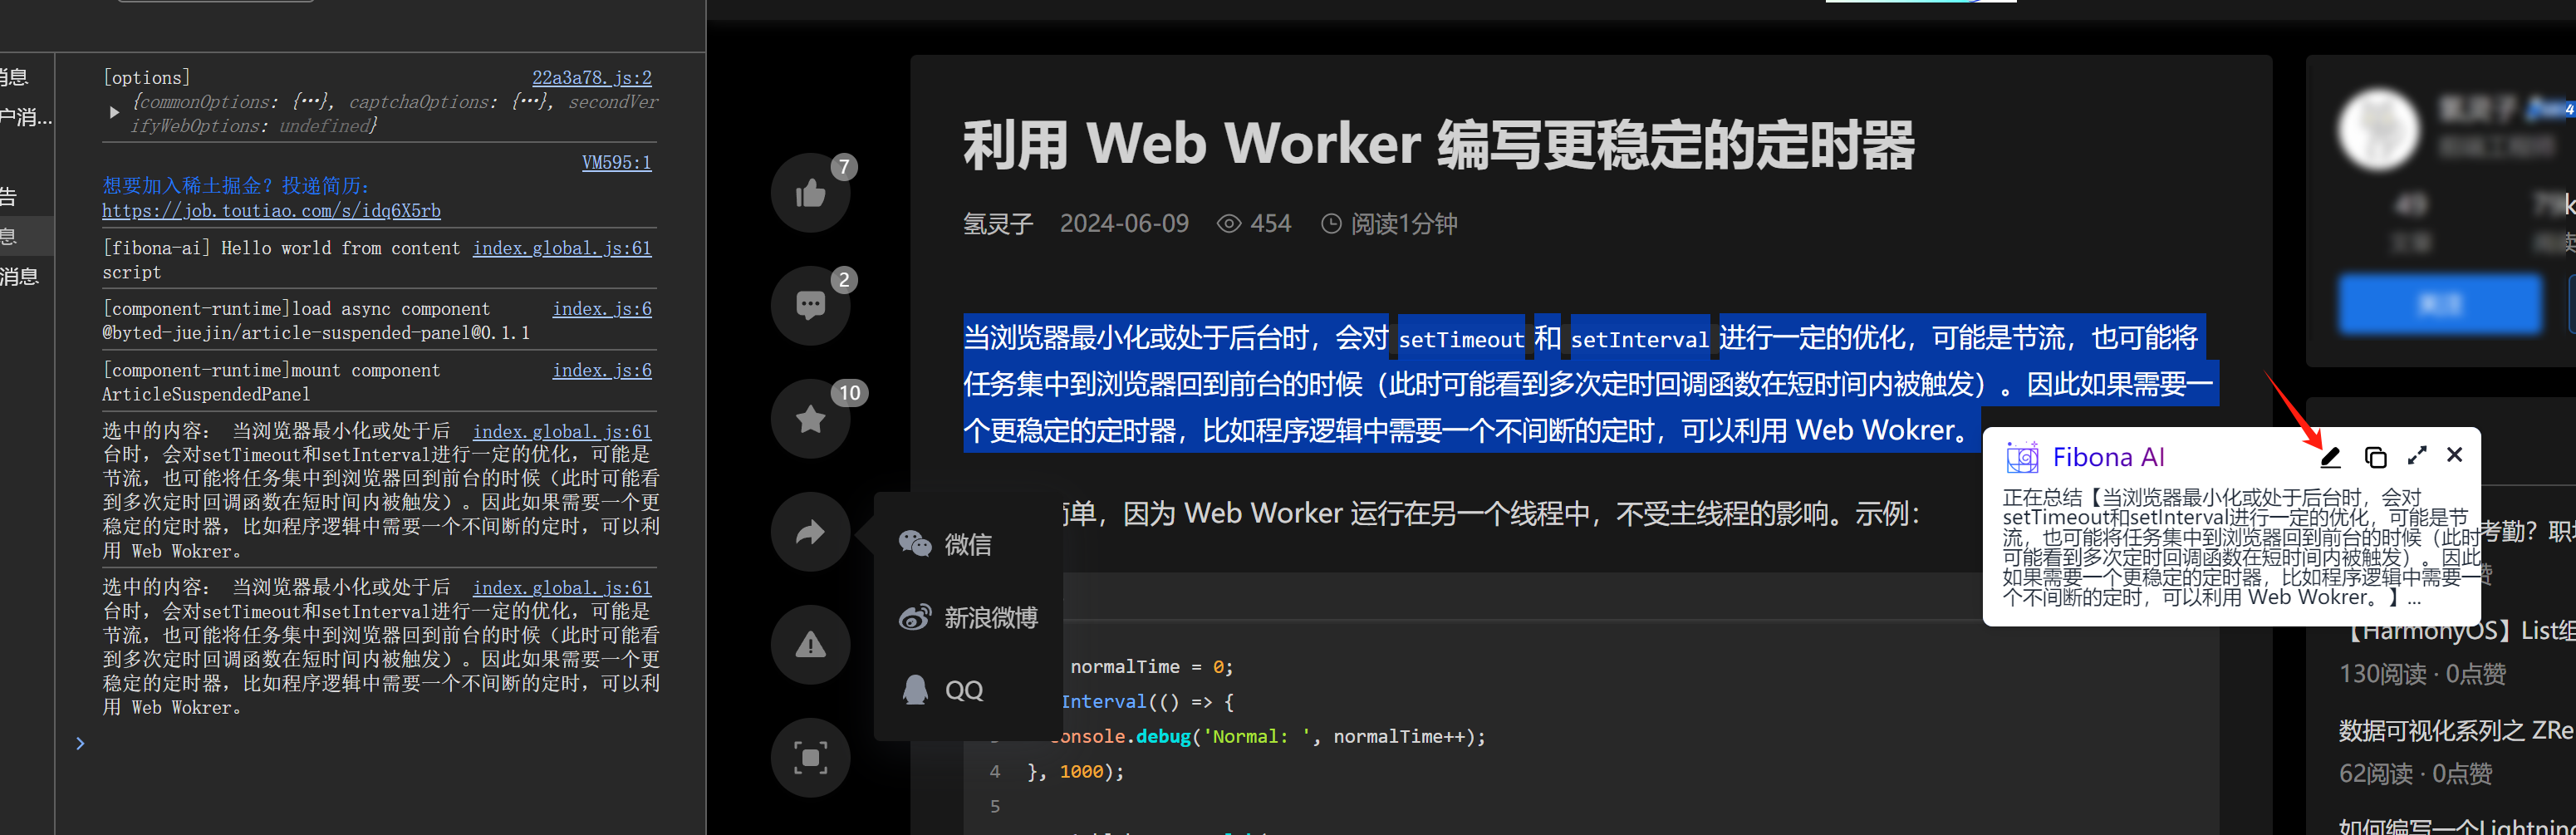 消息
户消...
告
息
消息
[options] 22a3a78.js:2
{commonOptions: {…}, captchaOptions: {…}, secondVer
ifyWebOptions: undefined}
VM595:1
想要加入稀土掘金？投递简历：
https://job.toutiao.com/s/idq6X5rb
[fibona-ai] Hello world from content index.global.js:61
script
[component-runtime]load async component index.js:6
@byted-juejin/article-suspended-panel@0.1.1
[component-runtime]mount component index.js:6
ArticleSuspendedPanel
选中的内容： 当浏览器最小化或处于后 index.global.js:61
台时，会对setTimeout和setInterval进行一定的优化，可能是
节流，也可能将任务集中到浏览器回到前台的时候（此时可能看
到多次定时回调函数在短时间内被触发）。因此如果需要一个更
稳定的定时器，比如程序逻辑中需要一个不间断的定时，可以利
用 Web Wokrer。
选中的内容： 当浏览器最小化或处于后 index.global.js:61
台时，会对setTimeout和setInterval进行一定的优化，可能是
节流，也可能将任务集中到浏览器回到前台的时候（此时可能看
到多次定时回调函数在短时间内被触发）。因此如果需要一个更
稳定的定时器，比如程序逻辑中需要一个不间断的定时，可以利
用 Web Wokrer。
7
2
10
微信
新浪微博
QQ
利用 Web Worker 编写更稳定的定时器
氢灵子 2024-06-09 454 阅读1分钟
当浏览器最小化或处于后台时，会对 setTimeout 和 setInterval 进行一定的优化，可能是节流，也可能将
任务集中到浏览器回到前台的时候（此时可能看到多次定时回调函数在短时间内被触发）。因此如果需要一
个更稳定的定时器，比如程序逻辑中需要一个不间断的定时，可以利用 Web Wokrer。
简单，因为 Web Worker 运行在另一个线程中，不受主线程的影响。示例：
normalTime = 0;
Interval(() => {
console.debug('Normal: ', normalTime++);
4 }, 1000);
5
Fibona AI
正在总结【当浏览器最小化或处于后台时，会对
setTimeout和setInterval进行一定的优化，可能是节
流，也可能将任务集中到浏览器回到前台的时候（此时
可能看到多次定时回调函数在短时间内被触发）。因此
如果需要一个更稳定的定时器，比如程序逻辑中需要一
个不间断的定时，可以利用 Web Wokrer。】...
考勤？职场
赞
【HarmonyOS】List组
130阅读 · 0点赞
数据可视化系列之 ZRe
62阅读 · 0点赞
如何编写一个Lightning